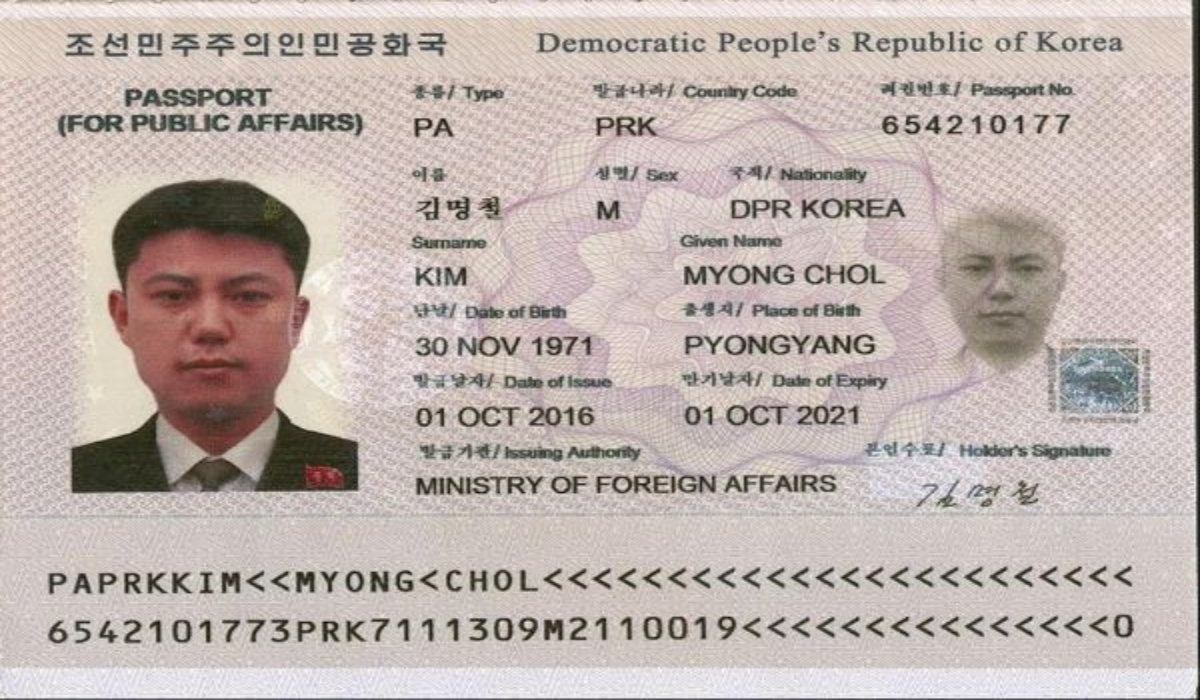 조선민주주의인민공화국 Democratic People's Republic of Korea
PASSPORT
(FOR PUBLIC AFFAIRS)
종류/ Type 발급나라/ Country Code 려권번호/ Passport No.
PA PRK 654210177
이름 성별/ Sex 국적/ Nationality
김명철 M DPR KOREA
Surname Given Name
KIM MYONG CHOL
난날/ Date of Birth 출생지/ Place of Birth
30 NOV 1971 PYONGYANG
발급날자/ Date of Issue 만기날자/ Date of Expiry
01 OCT 2016 01 OCT 2021
발급기관/ Issuing Authority 본인수표/ Holder's Signature
MINISTRY OF FOREIGN AFFAIRS 김명철
PAPRKKIM<<MYONG<CHOL<<<<<<<<<<<<<<<<<<<<<<<<
6542101773PRK7111309M2110019<<<<<<<<<<<<<<<0